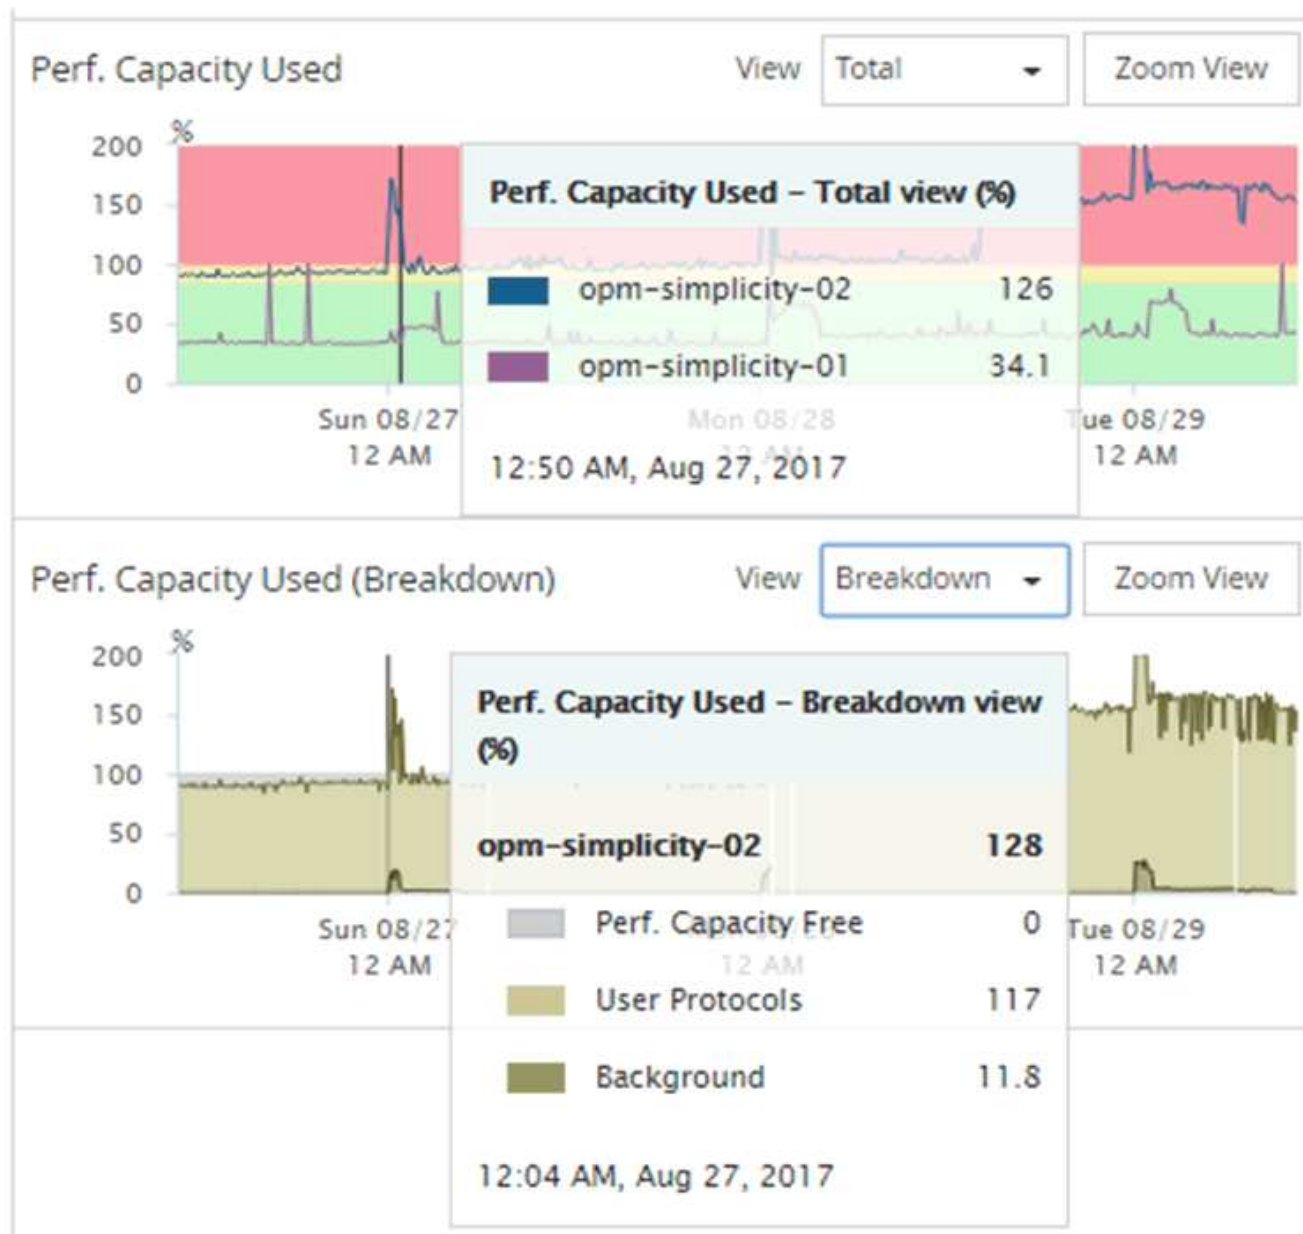 Perf. Capacity Used View Total Zoom View
%
200
150
100
50
0
Perf. Capacity Used – Total view (%)
opm-simplicity-02 126
opm-simplicity-01 34.1
12:50 AM, Aug 27, 2017
Sun 08/27 Mon 08/28 Tue 08/29
12 AM 12 AM 12 AM
Perf. Capacity Used (Breakdown) View Breakdown Zoom View
%
200
150
100
50
0
Perf. Capacity Used – Breakdown view
(%)
opm-simplicity-02 128
Perf. Capacity Free 0
User Protocols 117
Background 11.8
12:04 AM, Aug 27, 2017
Sun 08/27 Tue 08/29
12 AM 12 AM 12 AM